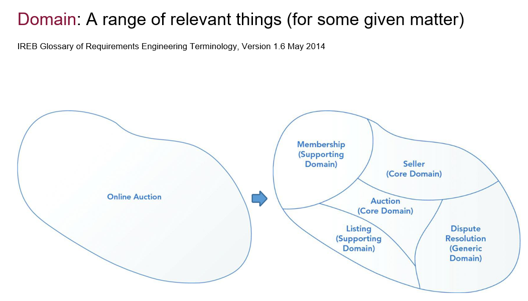 Domain: A range of relevant things (for some given matter)
IREB Glossary of Requirements Engineering Terminology, Version 1.6 May 2014
Online Auction
Membership
(Supporting
Domain)
Seller
(Core Domain)
Auction
(Core Domain)
Listing
(Supporting
Domain)
Dispute
Resolution
(Generic
Domain)